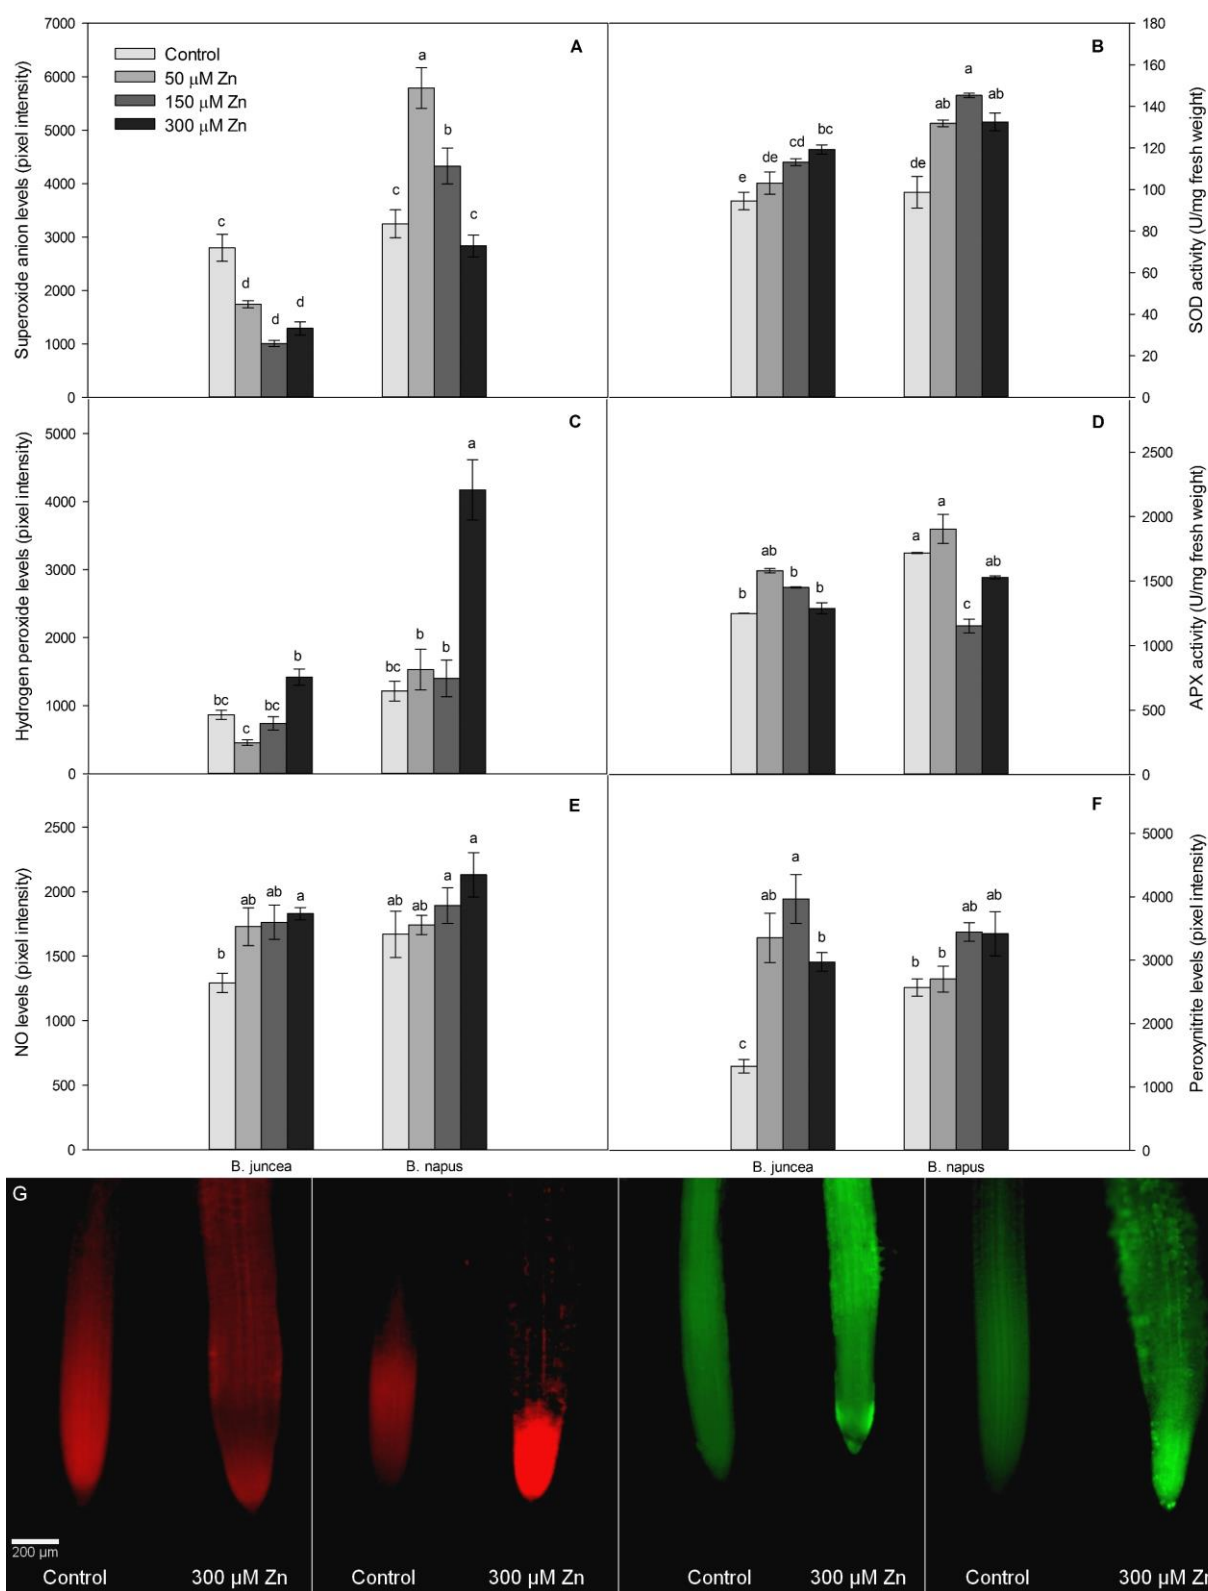 7000
6000
5000
4000
3000
2000
1000
0
Superoxide anion levels (pixel intensity)
Control
50 μM Zn
150 μM Zn
300 μM Zn
A
c
d
d
d
c
a
b
c
B
e
de
cd
bc
de
ab
a
ab
180
160
140
120
100
80
60
40
20
0
SOD activity (U/mg fresh weight)
5000
4000
3000
2000
1000
0
Hydrogen peroxide levels (pixel intensity)
C
bc
c
bc
b
bc
b
b
a
D
b
ab
b
b
a
a
c
ab
2500
2000
1500
1000
500
0
APX activity (U/mg fresh weight)
2500
2000
1500
1000
500
0
NO levels (pixel intensity)
E
b
ab
ab
a
ab
ab
a
a
B. juncea
B. napus
F
c
ab
a
b
b
b
ab
ab
5000
4000
3000
2000
1000
0
Peroxynitrite levels (pixel intensity)
B. juncea
B. napus
G
200 μm
Control 300 μM Zn Control 300 μM Zn Control 300 μM Zn Control 300 μM Zn